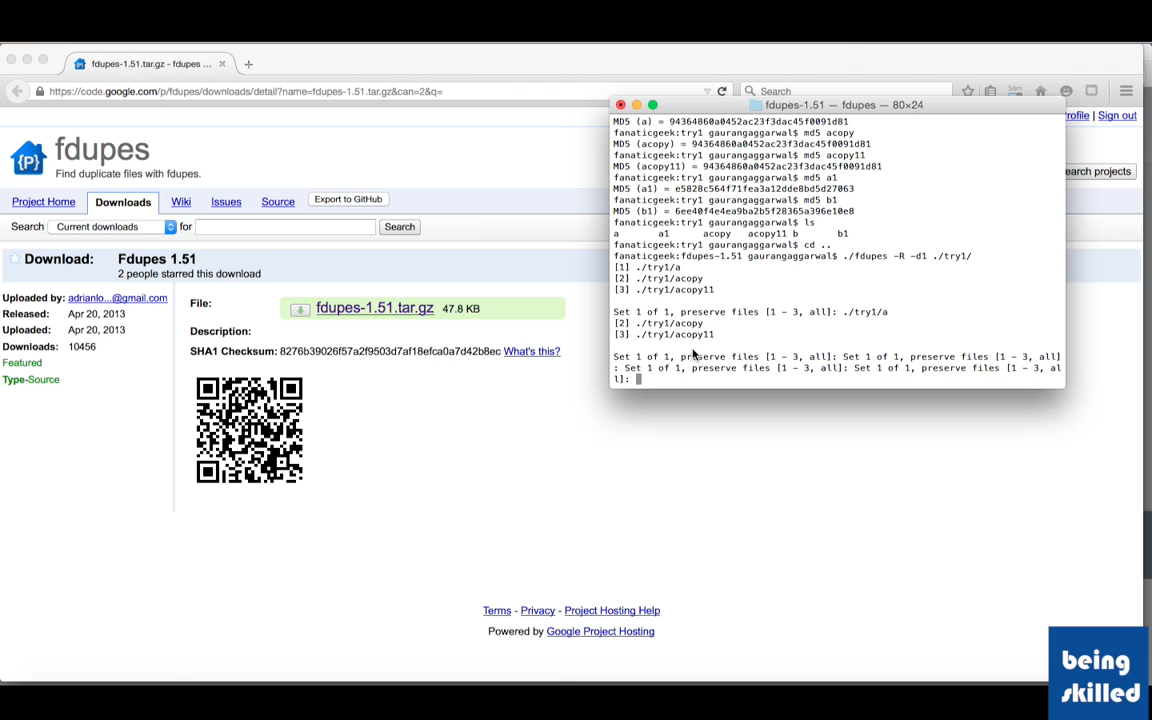 fdupes-1.51.tar.gz - fdupes ...
https://code.google.com/p/fdupes/downloads/detail?name=fdupes-1.51.tar.gz&can=2&q=
Search
34m
rofile | Sign out
fdupes
Find duplicate files with fdupes.
earch projects
Project Home Downloads Wiki Issues Source Export to GitHub
Search Current downloads for Search
Download: Fdupes 1.51
2 people starred this download
Uploaded by: adrianlo...@gmail.com
Released: Apr 20, 2013
Uploaded: Apr 20, 2013
Downloads: 10456
Featured
Type-Source
File: fdupes-1.51.tar.gz 47.8 KB
Description:
SHA1 Checksum: 8276b39026f57a2f9503d7af18efca0a7d42b8ec What's this?
fdupes-1.51 — fdupes — 80×24
MD5 (a) = 94364860a0452ac23f3dac45f0091d81
fanaticgeek:try1 gauranggaggarwal$ md5 acopy
MD5 (acopy) = 94364860a0452ac23f3dac45f0091d81
fanaticgeek:try1 gaurangaggarwal$ md5 acopy11
MD5 (acopy11) = 94364860a0452ac23f3dac45f0091d81
fanaticgeek:try1 gaurangaggarwal$ md5 a1
MD5 (a1) = e5828c564f71fea3a12dde8bd5d27063
fanaticgeek:try1 gaurangaggarwal$ md5 b1
MD5 (b1) = 6ee40f4e4ea9ba2b5f28365a396e10e8
fanaticgeek:try1 gaurangaggarwal$ ls
a a1 acopy acopy11 b b1
fanaticgeek:try1 gaurangaggarwal$ cd ..
fanaticgeek:fdupes-1.51 gaurangaggarwal$ ./fdupes -R -d1 ./try1/
[1] ./try1/a
[2] ./try1/acopy
[3] ./try1/acopy11
Set 1 of 1, preserve files [1 - 3, all]: ./try1/a
[2] ./try1/acopy
[3] ./try1/acopy11
Set 1 of 1, preserve files [1 - 3, all]: Set 1 of 1, preserve files [1 - 3, all]
: Set 1 of 1, preserve files [1 - 3, all]: Set 1 of 1, preserve files [1 - 3, al
l]:
Terms - Privacy - Project Hosting Help
Powered by Google Project Hosting
being
skilled